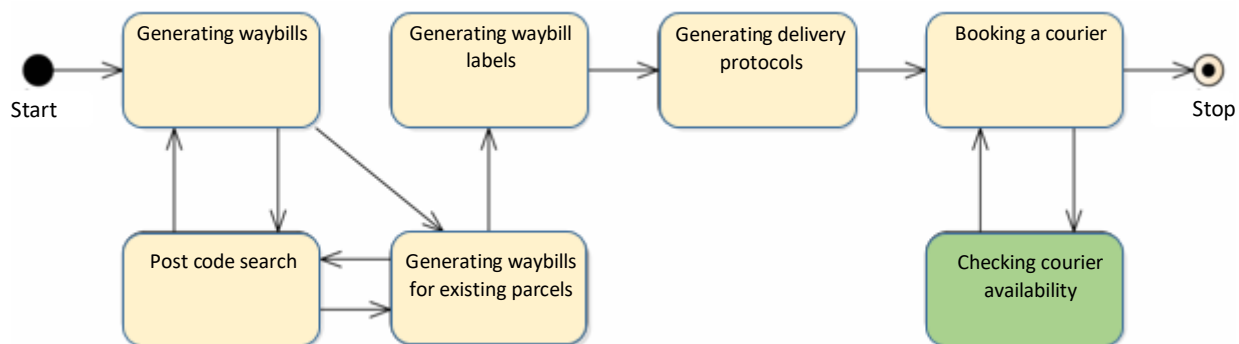 Generating waybills
Generating waybill
labels
Generating delivery
protocols
Booking a courier
Start
Stop
Post code search
Generating waybills
for existing parcels
Checking courier
availability